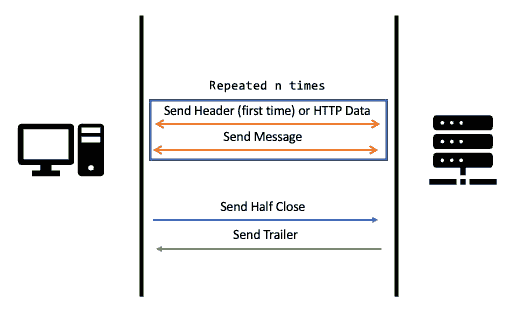 Repeated n times
Send Header (first time) or HTTP Data
Send Message
Send Half Close
Send Trailer